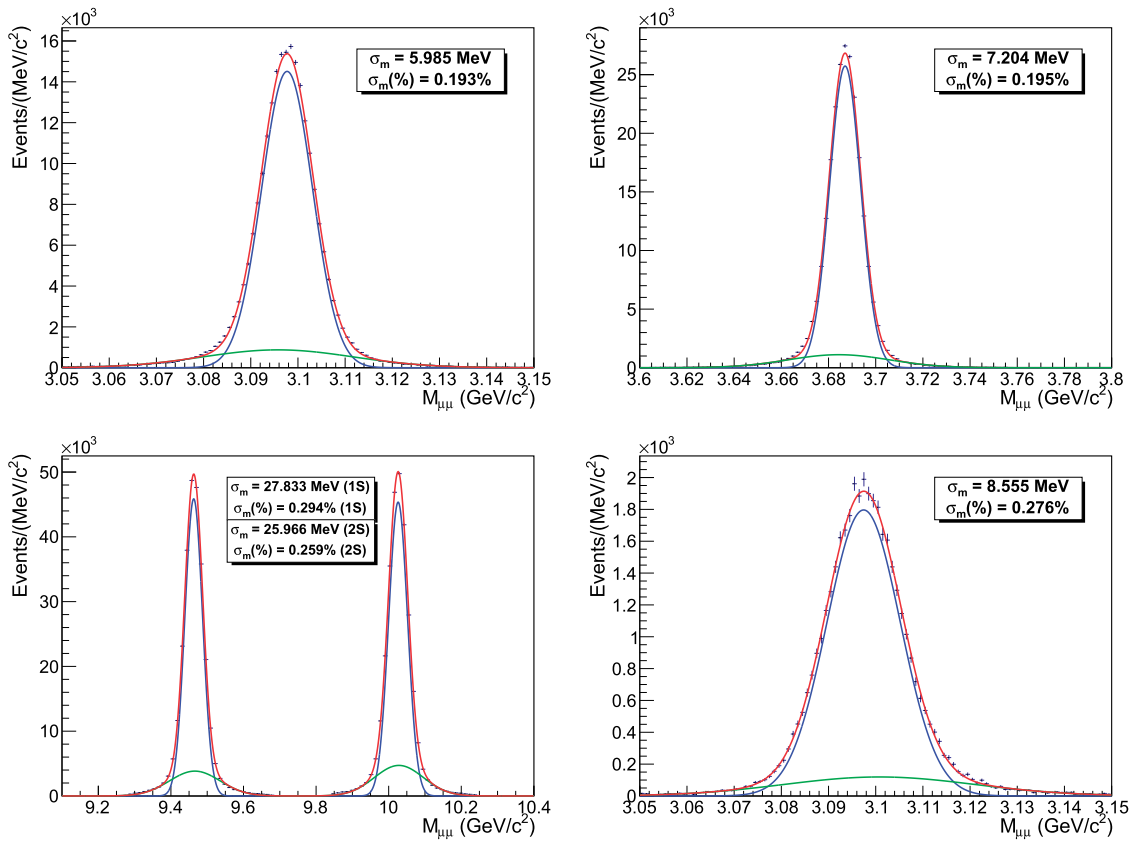 ×10³
Events/(MeV/c²)
σm = 5.985 MeV
σm(%) = 0.193%
16
14
12
10
8
6
4
2
0
3.05 3.06 3.07 3.08 3.09 3.1 3.11 3.12 3.13 3.14 3.15
Mμμ (GeV/c²)
×10³
Events/(MeV/c²)
σm = 7.204 MeV
σm(%) = 0.195%
25
20
15
10
5
0
3.6 3.62 3.64 3.66 3.68 3.7 3.72 3.74 3.76 3.78 3.8
Mμμ (GeV/c²)
×10³
Events/(MeV/c²)
σm = 27.833 MeV (1S)
σm(%) = 0.294% (1S)
σm = 25.966 MeV (2S)
σm(%) = 0.259% (2S)
50
40
30
20
10
0
9.2 9.4 9.6 9.8 10.0 10.2 10.4
Mμμ (GeV/c²)
×10³
Events/(MeV/c²)
σm = 8.555 MeV
σm(%) = 0.276%
2
1.8
1.6
1.4
1.2
1
0.8
0.6
0.4
0.2
0
3.05 3.06 3.07 3.08 3.09 3.1 3.11 3.12 3.13 3.14 3.15
Mμμ (GeV/c²)